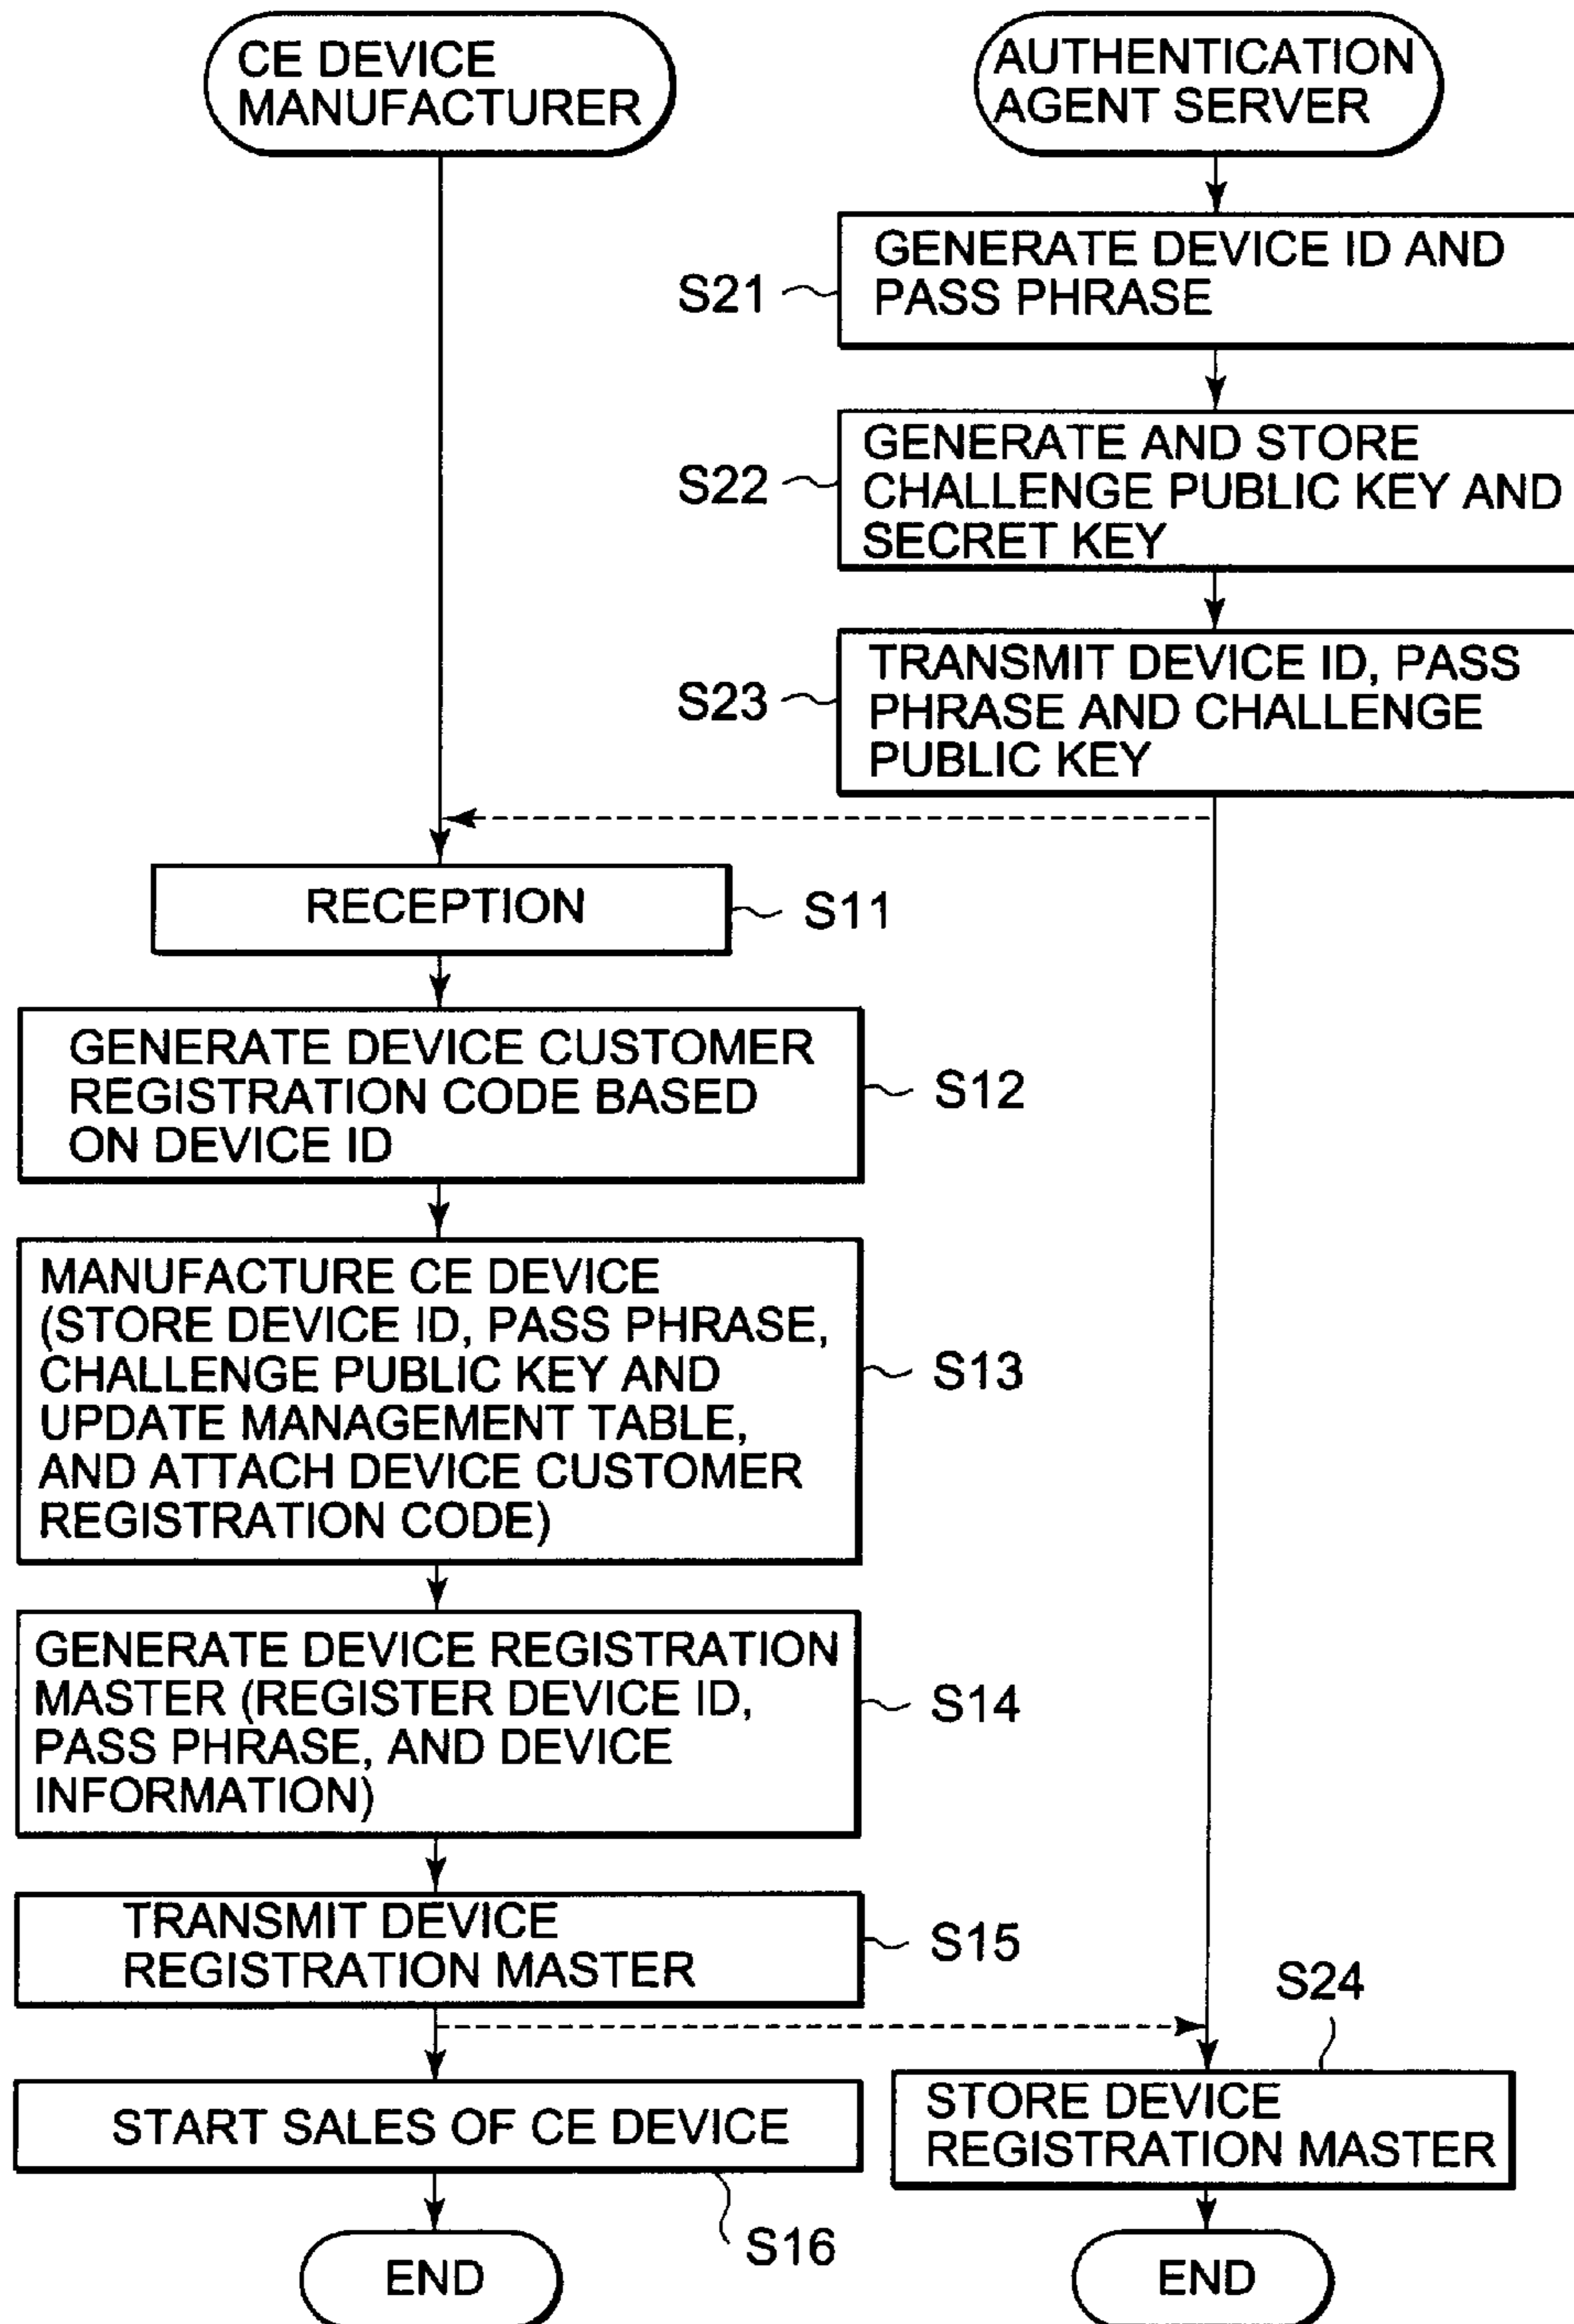 CE DEVICE
MANUFACTURER
AUTHENTICATION
AGENT SERVER
GENERATE DEVICE ID AND
PASS PHRASE
S21
GENERATE AND STORE
CHALLENGE PUBLIC KEY AND
SECRET KEY
S22
TRANSMIT DEVICE ID, PASS
PHRASE AND CHALLENGE
PUBLIC KEY
S23
RECEPTION
S11
GENERATE DEVICE CUSTOMER
REGISTRATION CODE BASED
ON DEVICE ID
S12
MANUFACTURE CE DEVICE
(STORE DEVICE ID, PASS PHRASE,
CHALLENGE PUBLIC KEY AND
UPDATE MANAGEMENT TABLE,
AND ATTACH DEVICE CUSTOMER
REGISTRATION CODE)
S13
GENERATE DEVICE REGISTRATION
MASTER (REGISTER DEVICE ID,
PASS PHRASE, AND DEVICE
INFORMATION)
S14
TRANSMIT DEVICE
REGISTRATION MASTER
S15
S24
START SALES OF CE DEVICE
S16
STORE DEVICE
REGISTRATION MASTER
END
END